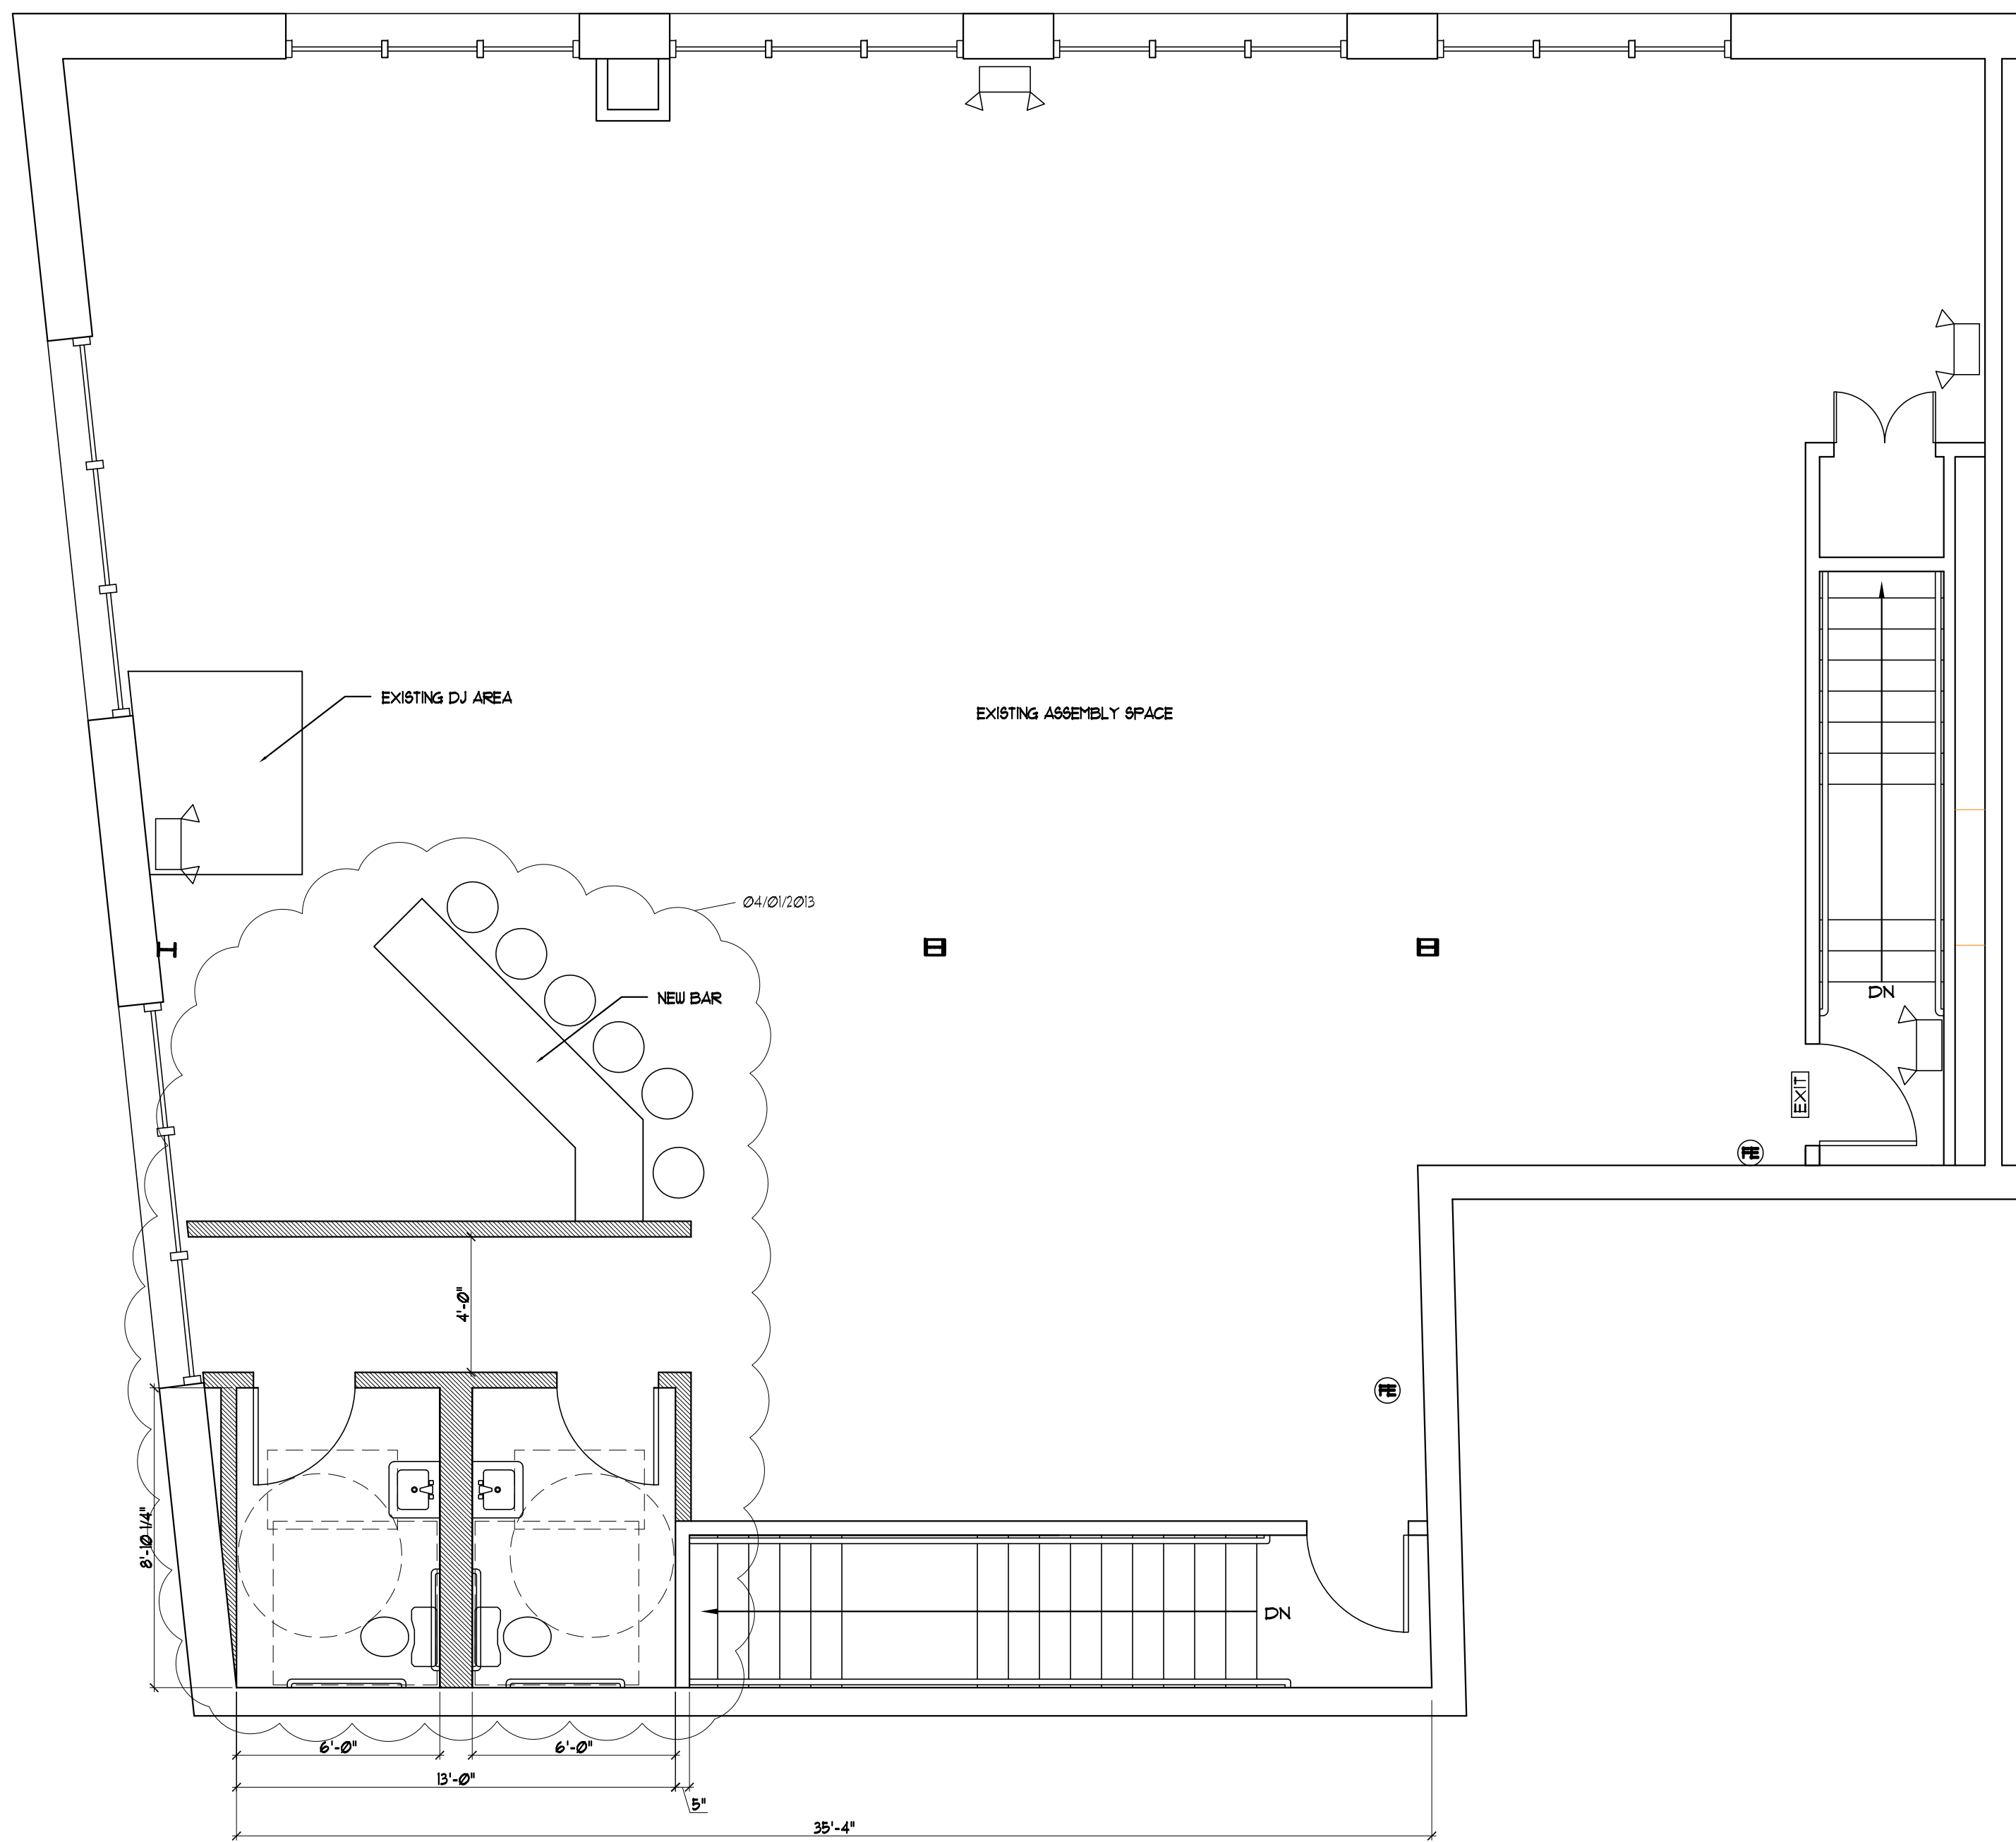 EXISTING DJ AREA
EXISTING ASSEMBLY SPACE
04/01/2013
NEW BAR
DN
EXIT
FE
4'-0"
FE
8'-10 1/4"
DN
6'-0"
6'-0"
13'-0"
5"
35'-4"